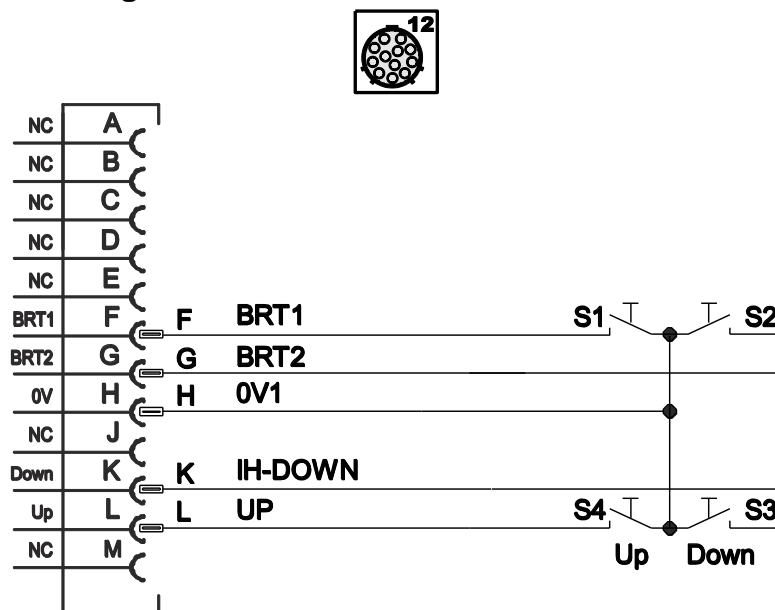 12
NC A
NC B
NC C
NC D
NC E
BRT1 F F BRT1 S1 S2
BRT2 G G BRT2
0V H H 0V1
NC J
Down K K IH-DOWN
Up L L UP S4 S3
NC M Up Down